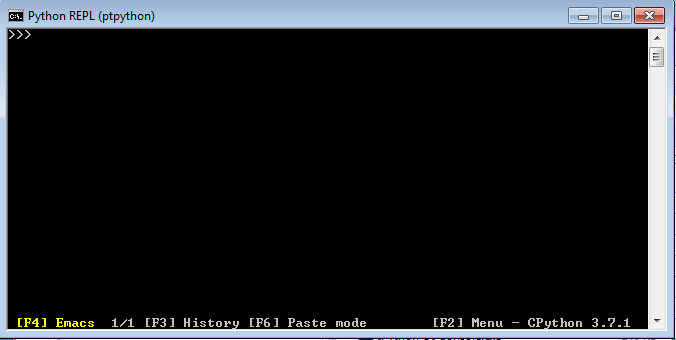 C:\.
Python REPL (ptpython)
>>>
[F4] Emacs 1/1 [F3] History [F6] Paste mode [F2] Menu - CPython 3.7.1